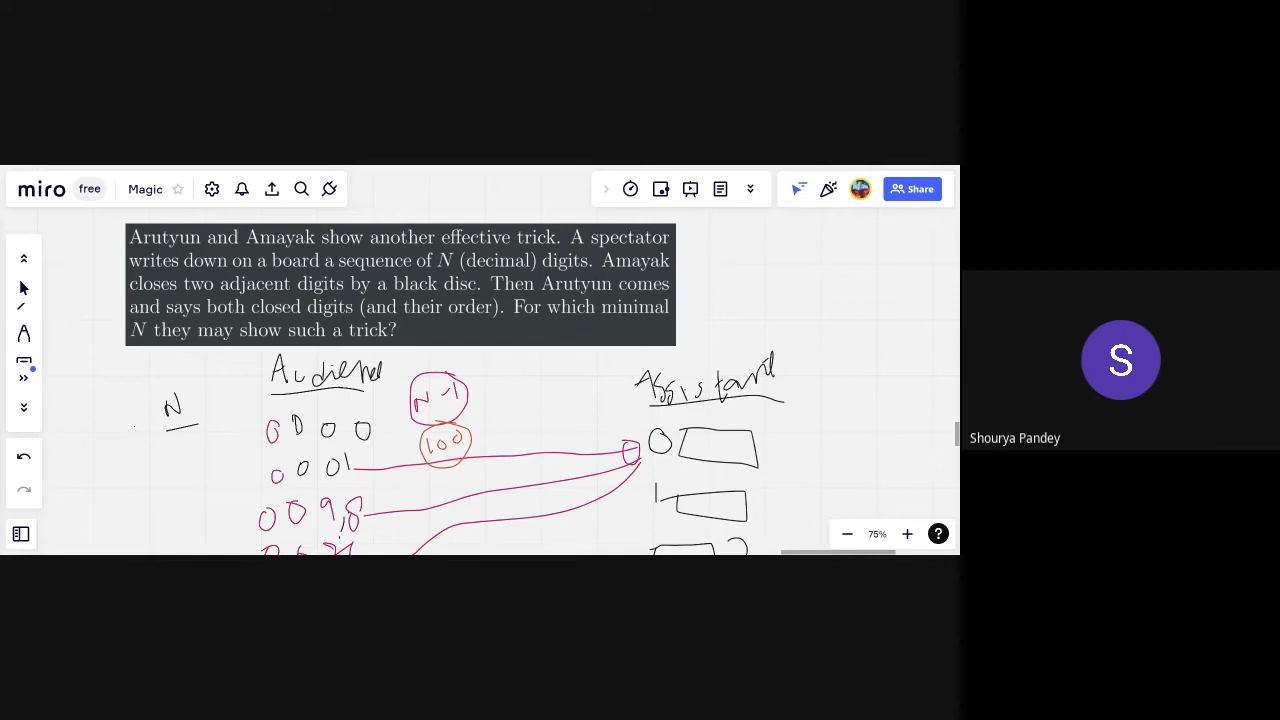 miro free Magic Share
Arutyun and Amayak show another effective trick. A spectator
writes down on a board a sequence of N (decimal) digits. Amayak
closes two adjacent digits by a black disc. Then Arutyun comes
and says both closed digits (and their order). For which minimal
N they may show such a trick?
Audience
Assistant
N-1
N
0 0 0 0
100
0
0 0 0 1
0
1
0 0 9 8
75%
S
Shourya Pandey